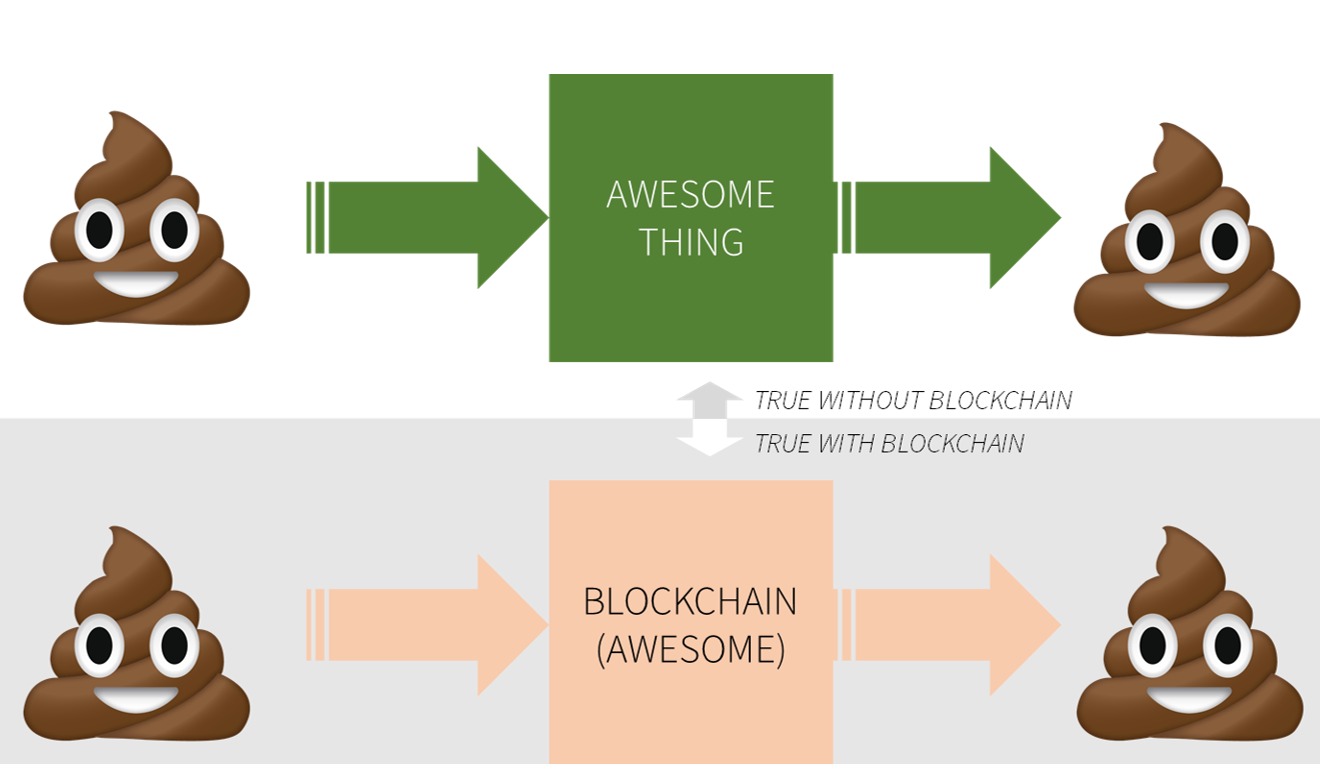 AWESOME
THING
TRUE WITHOUT BLOCKCHAIN
TRUE WITH BLOCKCHAIN
BLOCKCHAIN
(AWESOME)